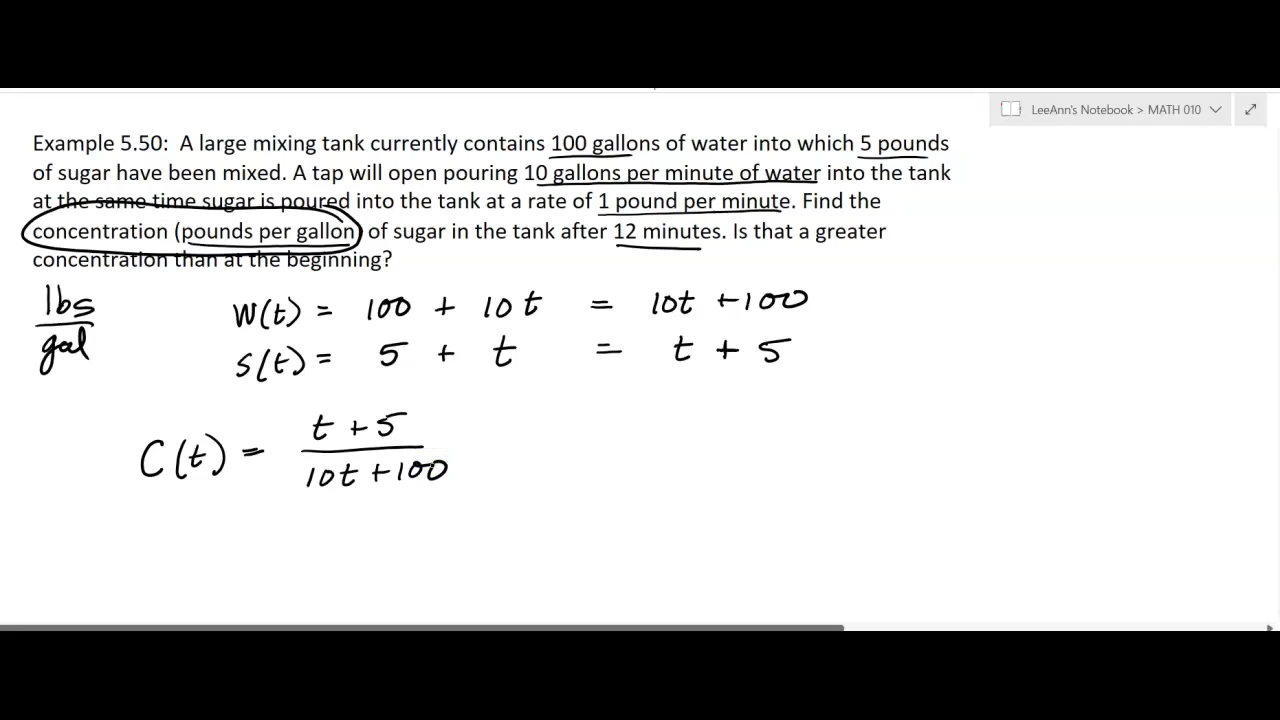 LeeAnn's Notebook > MATH 010
Example 5.50: A large mixing tank currently contains 100 gallons of water into which 5 pounds
of sugar have been mixed. A tap will open pouring 10 gallons per minute of water into the tank
at the same time sugar is poured into the tank at a rate of 1 pound per minute. Find the
concentration (pounds per gallon) of sugar in the tank after 12 minutes. Is that a greater
concentration than at the beginning?
lbs
gal
W(t) = 100 + 10t = 10t + 100
S(t) = 5 + t = t + 5
C(t) =
t + 5
10t + 100